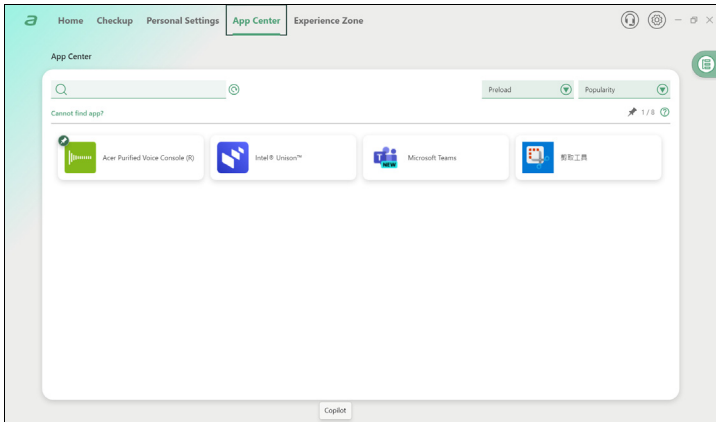 a Home Checkup Personal Settings App Center Experience Zone
App Center
Preload Popularity
Cannot find app? 1 / 8 ?
Acer Purified Voice Console (R) Intel® Unison™ Microsoft Teams 剪取工具
NEW
Copilot